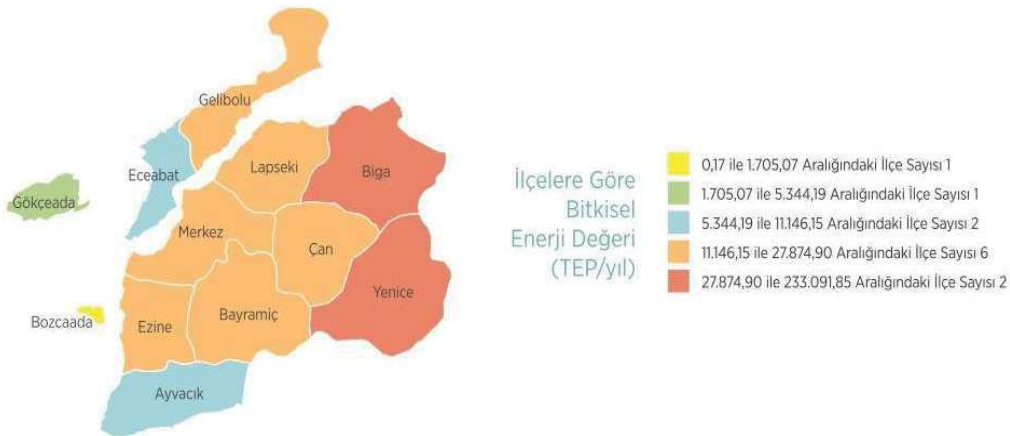 Gelibolu
Lapseki
Biga
Eceabat
Gökçeada
Merkez
Çan
Yenice
Bayramiç
Ezine
Bozcaada
Ayvacık
İlçelere Göre
Bitkisel
Enerji Değeri
(TEP/yıl)
0,17 ile 1.705,07 Aralığındaki İlçe Sayısı 1
1.705,07 ile 5.344,19 Aralığındaki İlçe Sayısı 1
5.344,19 ile 11.146,15 Aralığındaki İlçe Sayısı 2
11.146,15 ile 27.874,90 Aralığındaki İlçe Sayısı 6
27.874,90 ile 233.091,85 Aralığındaki İlçe Sayısı 2